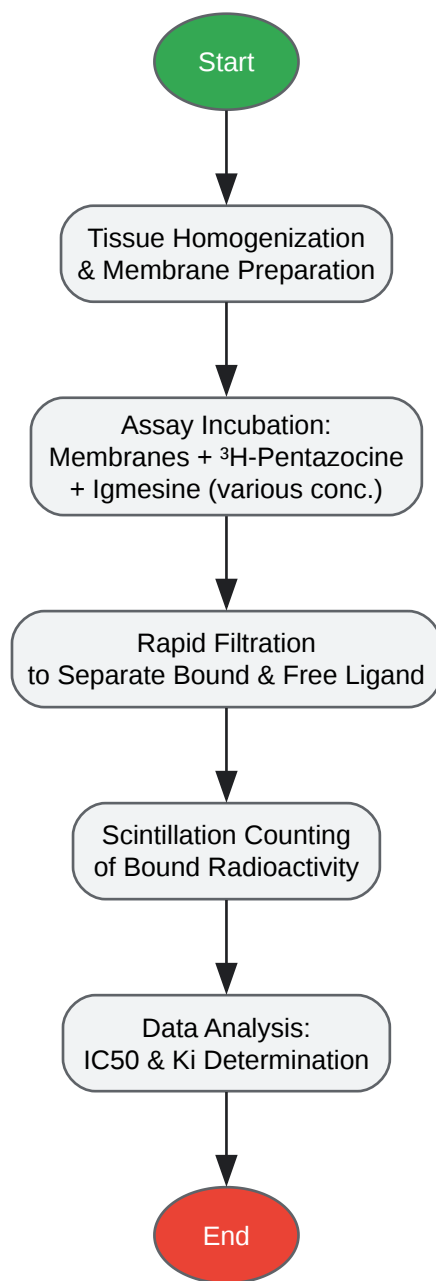 Start
Tissue Homogenization
& Membrane Preparation
Assay Incubation:
Membranes + ³H-Pentazocine
+ Igmesine (various conc.)
Rapid Filtration
to Separate Bound & Free Ligand
Scintillation Counting
of Bound Radioactivity
Data Analysis:
IC50 & Ki Determination
End